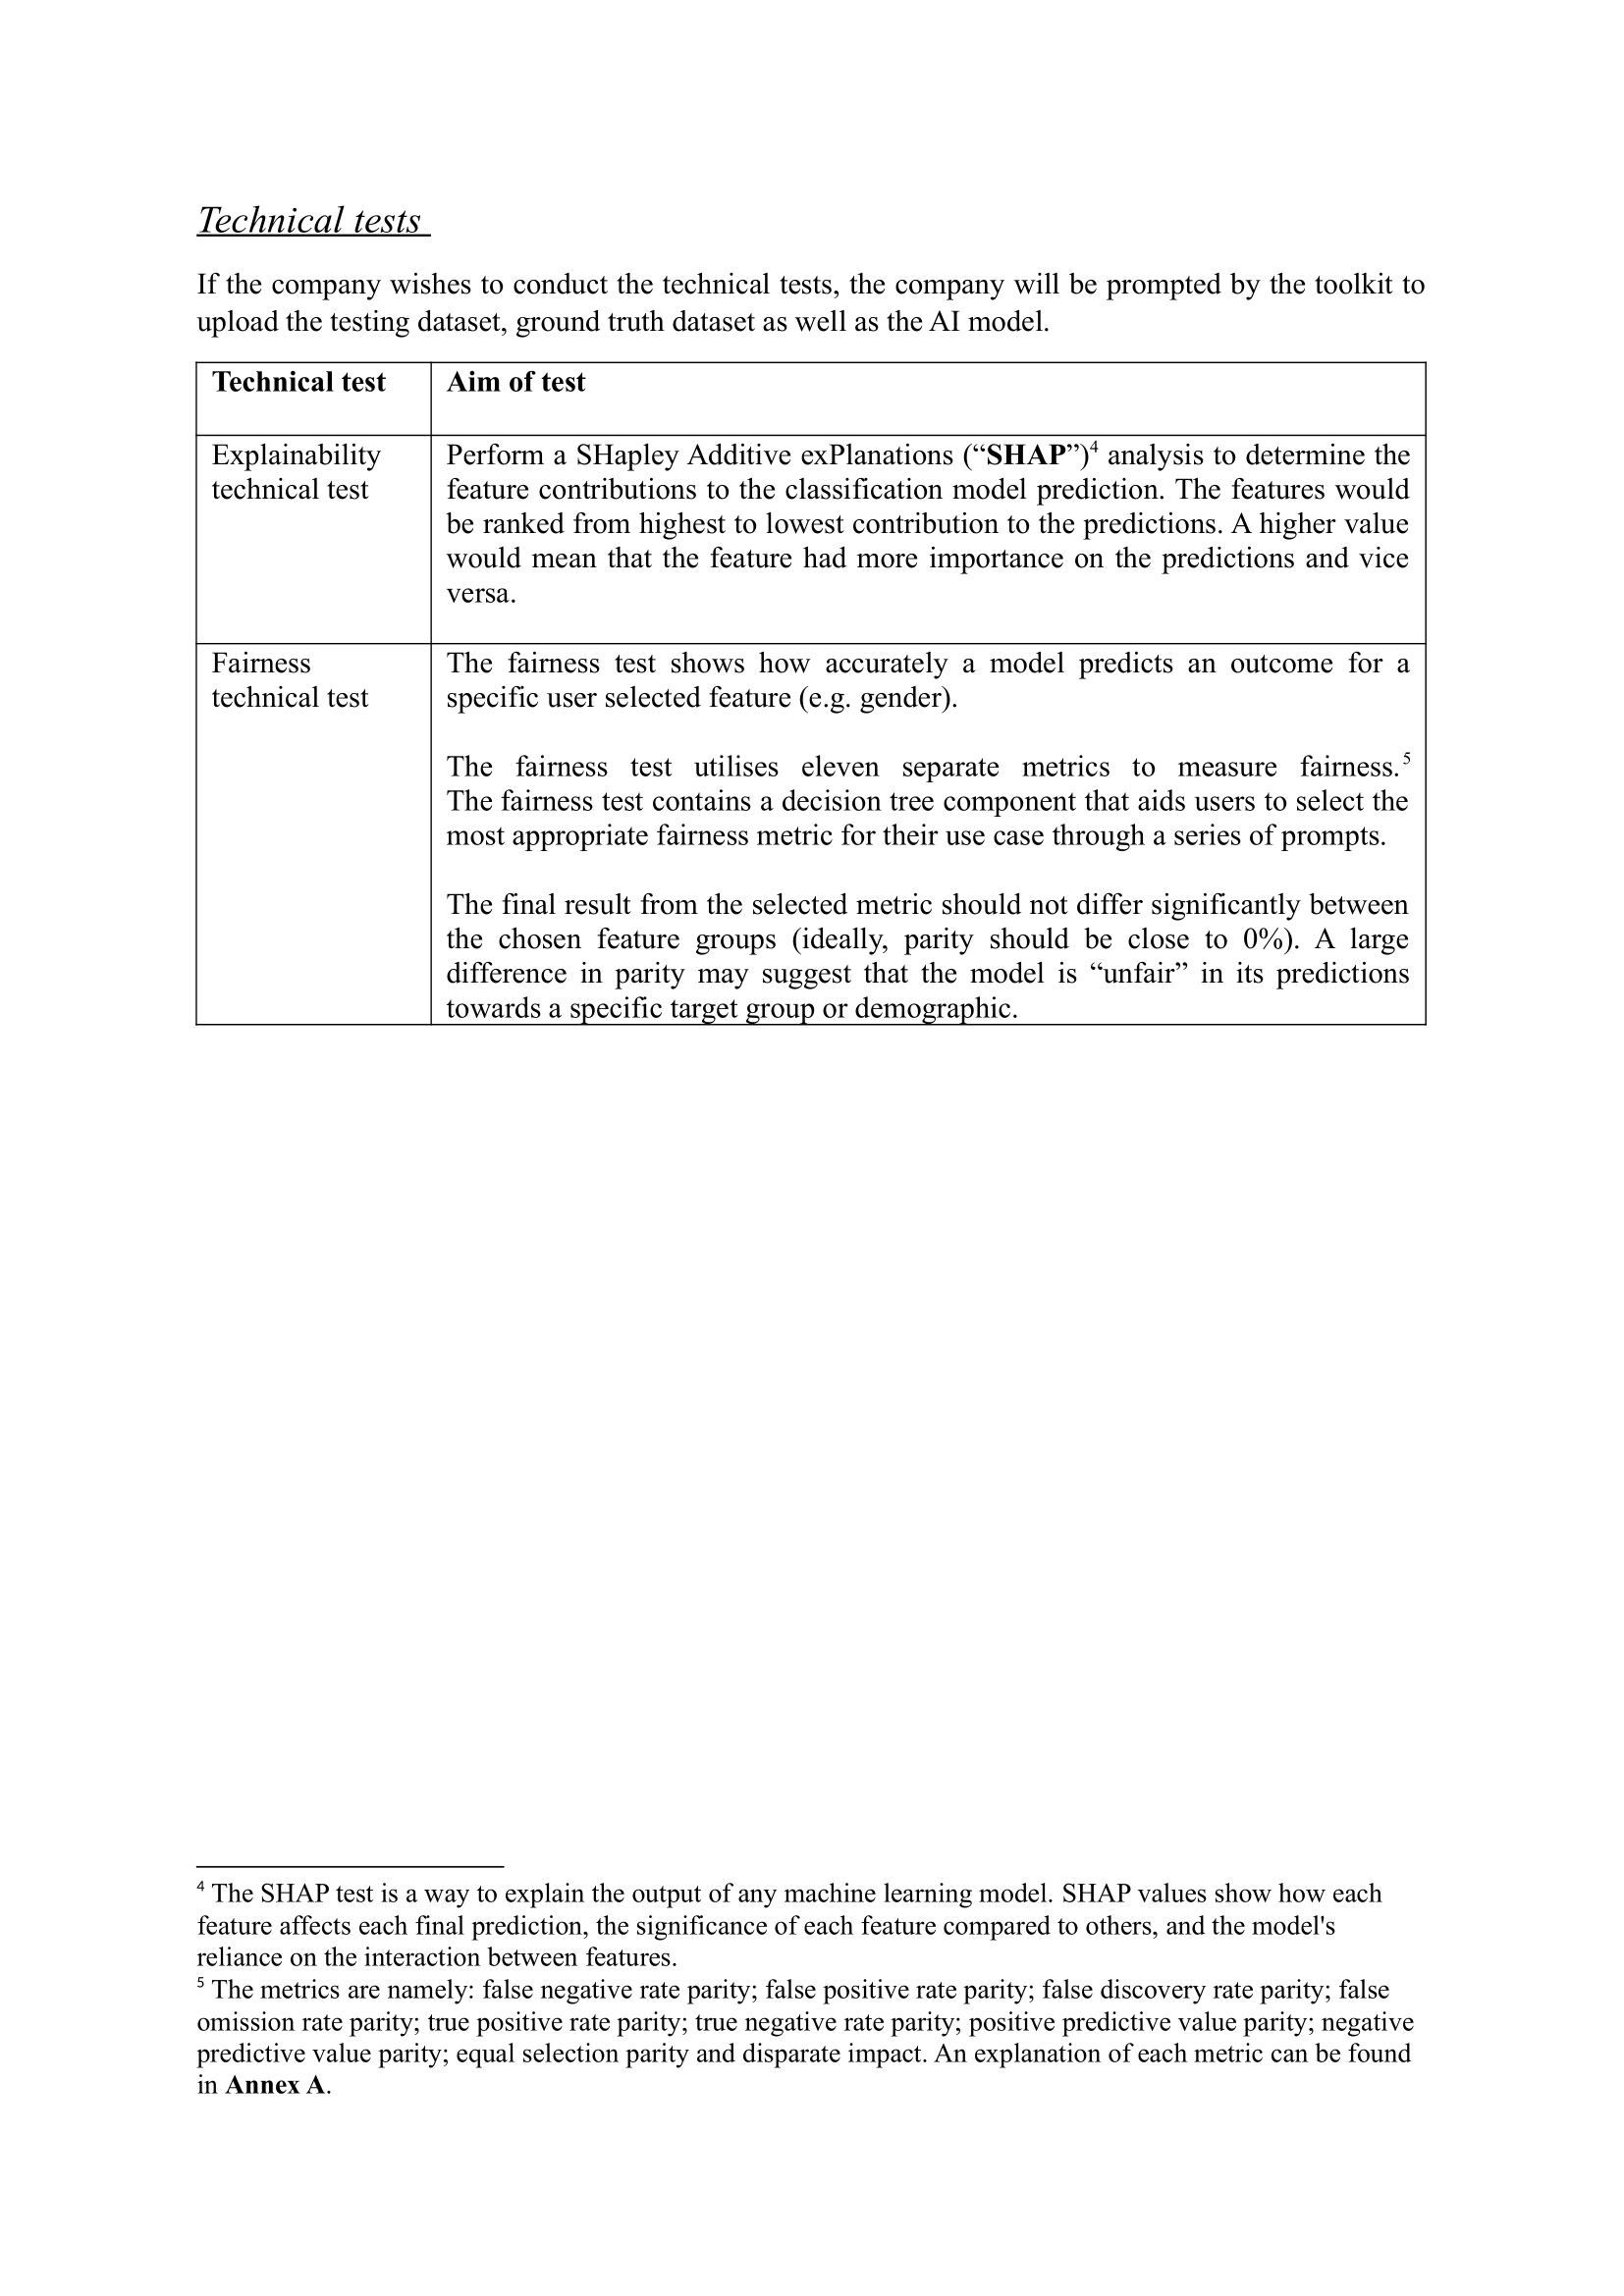 Technical tests
If the company wishes to conduct the technical tests, the company will be prompted by the toolkit to
upload the testing dataset, ground truth dataset as well as the AI model.
Technical test
Aim of test
Explainability
technical test
Perform a SHapley Additive exPlanations (“SHAP”)4 analysis to determine the
feature contributions to the classification model prediction. The features would
be ranked from highest to lowest contribution to the predictions. A higher value
would mean that the feature had more importance on the predictions and vice
versa.
Fairness
technical test
The fairness test shows how accurately a model predicts an outcome for a
specific user selected feature (e.g. gender).
The fairness test utilises eleven separate metrics to measure fairness.5
The fairness test contains a decision tree component that aids users to select the
most appropriate fairness metric for their use case through a series of prompts.
The final result from the selected metric should not differ significantly between
the chosen feature groups (ideally, parity should be close to 0%). A large
difference in parity may suggest that the model is “unfair” in its predictions
towards a specific target group or demographic.
4 The SHAP test is a way to explain the output of any machine learning model. SHAP values show how each
feature affects each final prediction, the significance of each feature compared to others, and the model's
reliance on the interaction between features.
5 The metrics are namely: false negative rate parity; false positive rate parity; false discovery rate parity; false
omission rate parity; true positive rate parity; true negative rate parity; positive predictive value parity; negative
predictive value parity; equal selection parity and disparate impact. An explanation of each metric can be found
in Annex A.